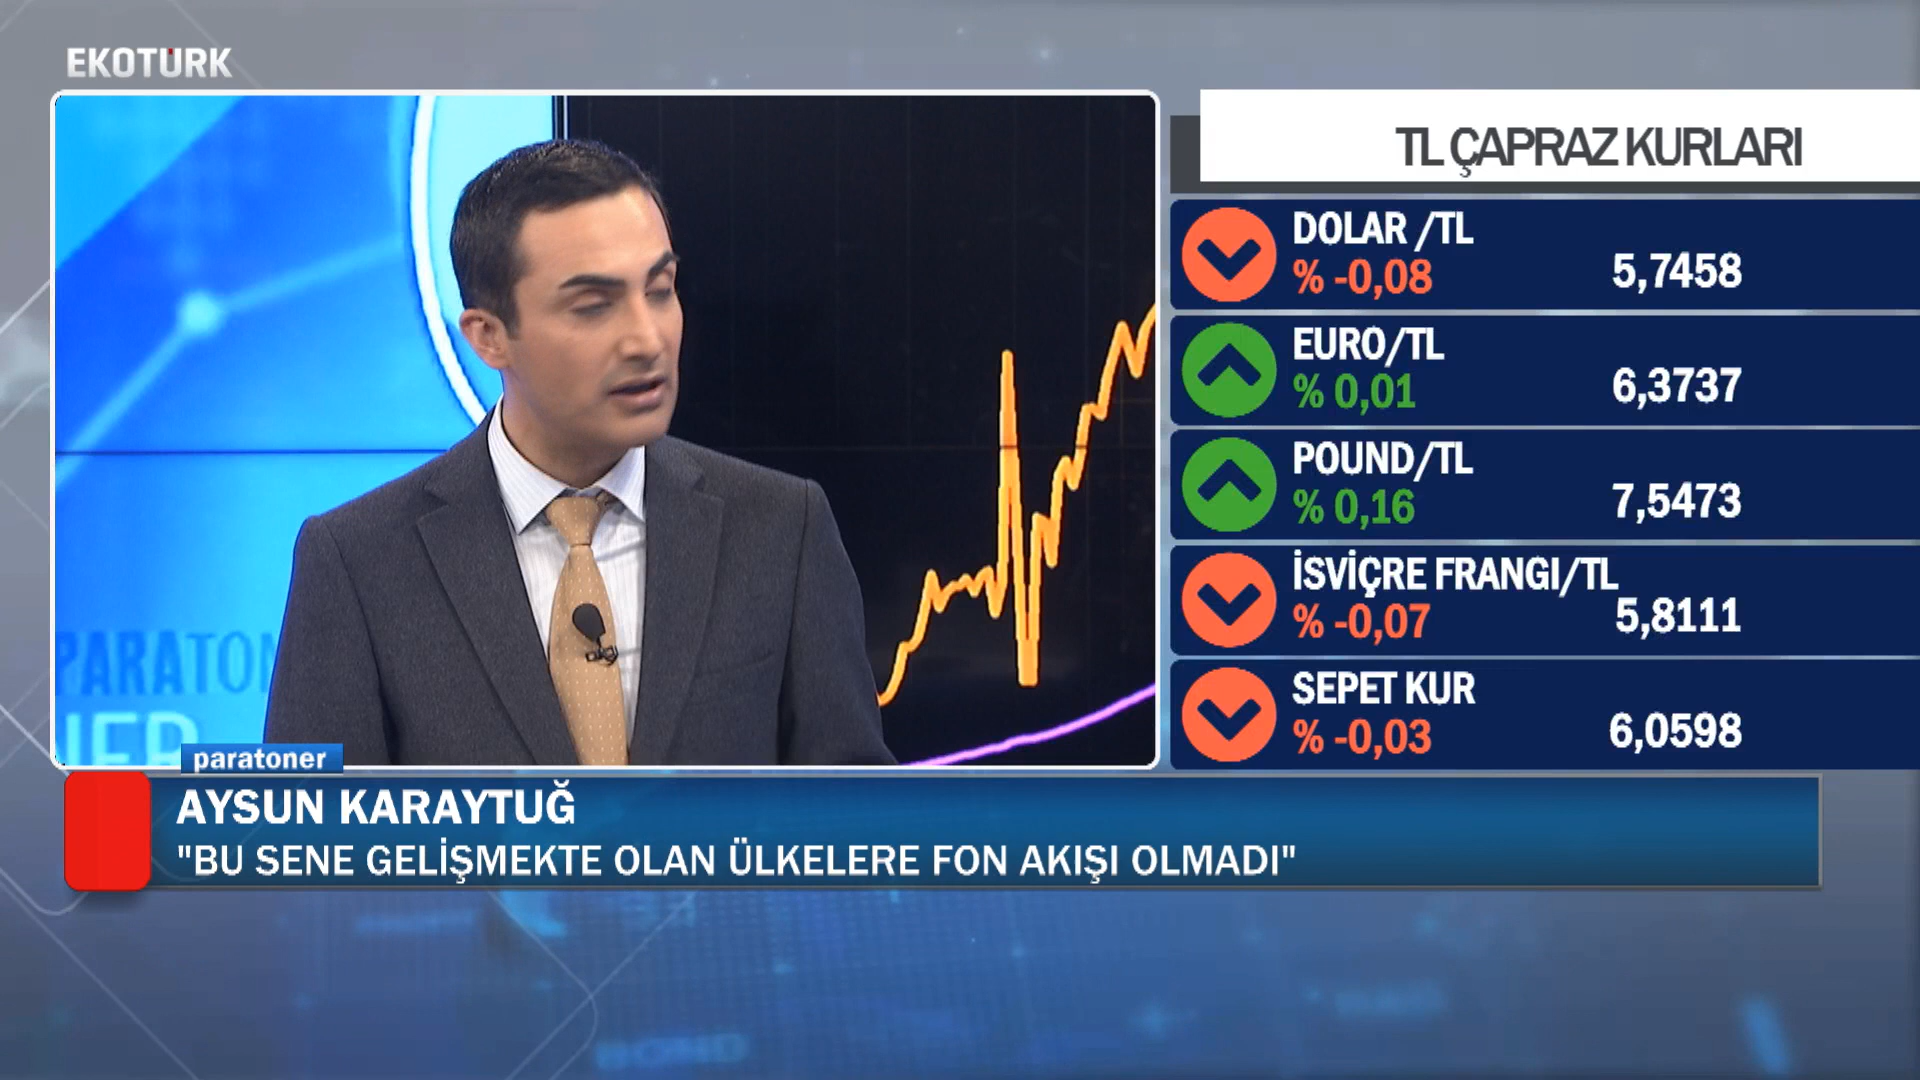 EKOTÜRK
TL ÇAPRAZ KURLARI
DOLAR /TL
% -0,08
5,7458
EURO/TL
% 0,01
6,3737
POUND/TL
% 0,16
7,5473
İSVİÇRE FRANGI/TL
% -0,07
5,8111
SEPET KUR
% -0,03
6,0598
paratoner
AYSUN KARAYTUĞ
"BU SENE GELİŞMEKTE OLAN ÜLKELERE FON AKIŞI OLMADI"